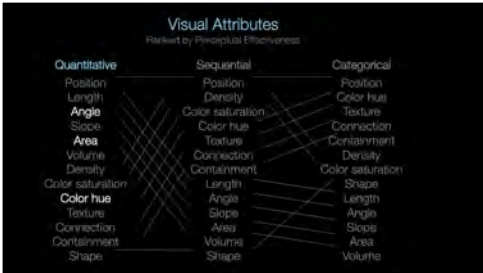 Visual Attributes
Ranked by Perceptual Effectiveness
Quantitative
Position
Length
Angle
Slope
Area
Volume
Density
Color saturation
Color hue
Texture
Connection
Containment
Shape
Sequential
Position
Density
Color saturation
Color hue
Texture
Connection
Containment
Length
Angle
Slope
Area
Volume
Shape
Categorical
Position
Color hue
Texture
Connection
Containment
Density
Color saturation
Shape
Length
Angle
Slope
Area
Volume